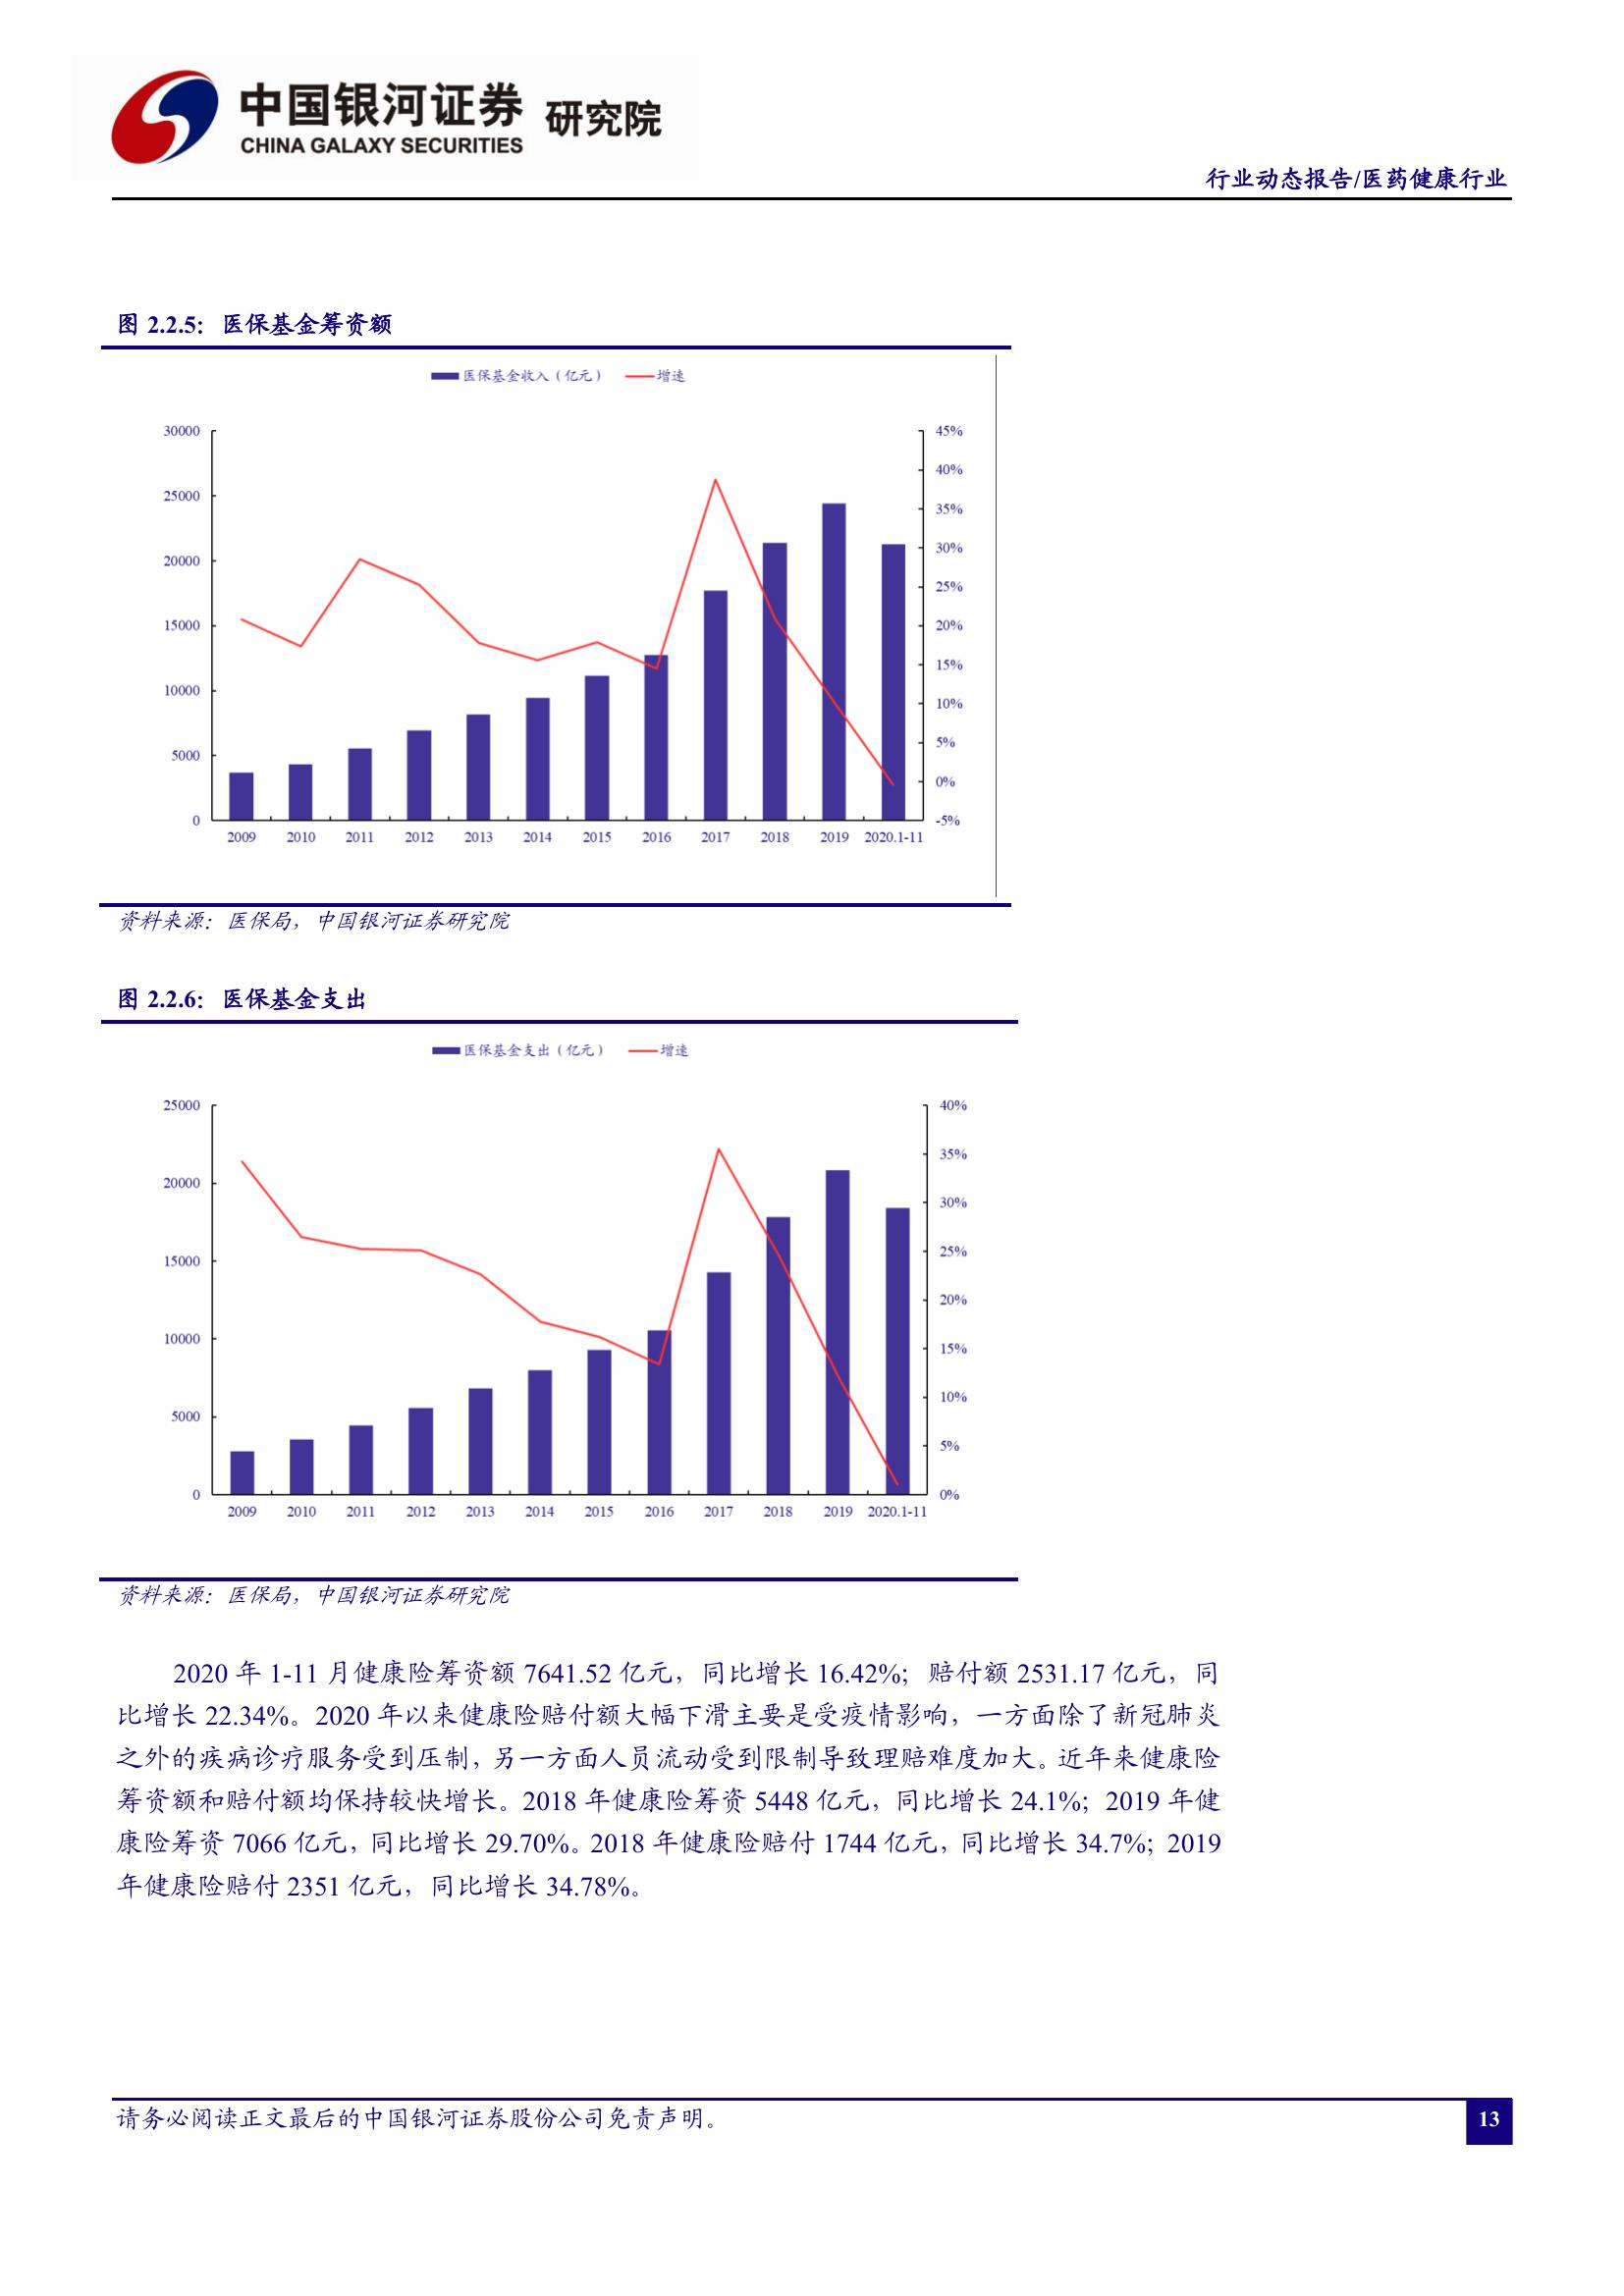 中国银河证券 研究院
CHINA GALAXY SECURITIES
行业动态报告/医药健康行业
图 2.2.5: 医保基金筹资额
医保基金收入（亿元） 增速
30000 45%
40%
25000
35%
20000 30%
25%
15000 20%
15%
10000
10%
5000 5%
0%
0 -5%
2009 2010 2011 2012 2013 2014 2015 2016 2017 2018 2019 2020.1-11
资料来源：医保局，中国银河证券研究院
图 2.2.6: 医保基金支出
医保基金支出（亿元） 增速
25000 40%
35%
20000
30%
15000 25%
20%
10000
15%
10%
5000
5%
0 0%
2009 2010 2011 2012 2013 2014 2015 2016 2017 2018 2019 2020.1-11
资料来源：医保局，中国银河证券研究院
2020 年 1-11 月健康险筹资额 7641.52 亿元，同比增长 16.42%；赔付额 2531.17 亿元，同
比增长 22.34%。2020 年以来健康险赔付额大幅下滑主要是受疫情影响，一方面除了新冠肺炎
之外的疾病诊疗服务受到压制，另一方面人员流动受到限制导致理赔难度加大。近年来健康险
筹资额和赔付额均保持较快增长。2018 年健康险筹资 5448 亿元，同比增长 24.1%；2019 年健
康险筹资 7066 亿元，同比增长 29.70%。2018 年健康险赔付 1744 亿元，同比增长 34.7%；2019
年健康险赔付 2351 亿元，同比增长 34.78%。
请务必阅读正文最后的中国银河证券股份公司免责声明。
13